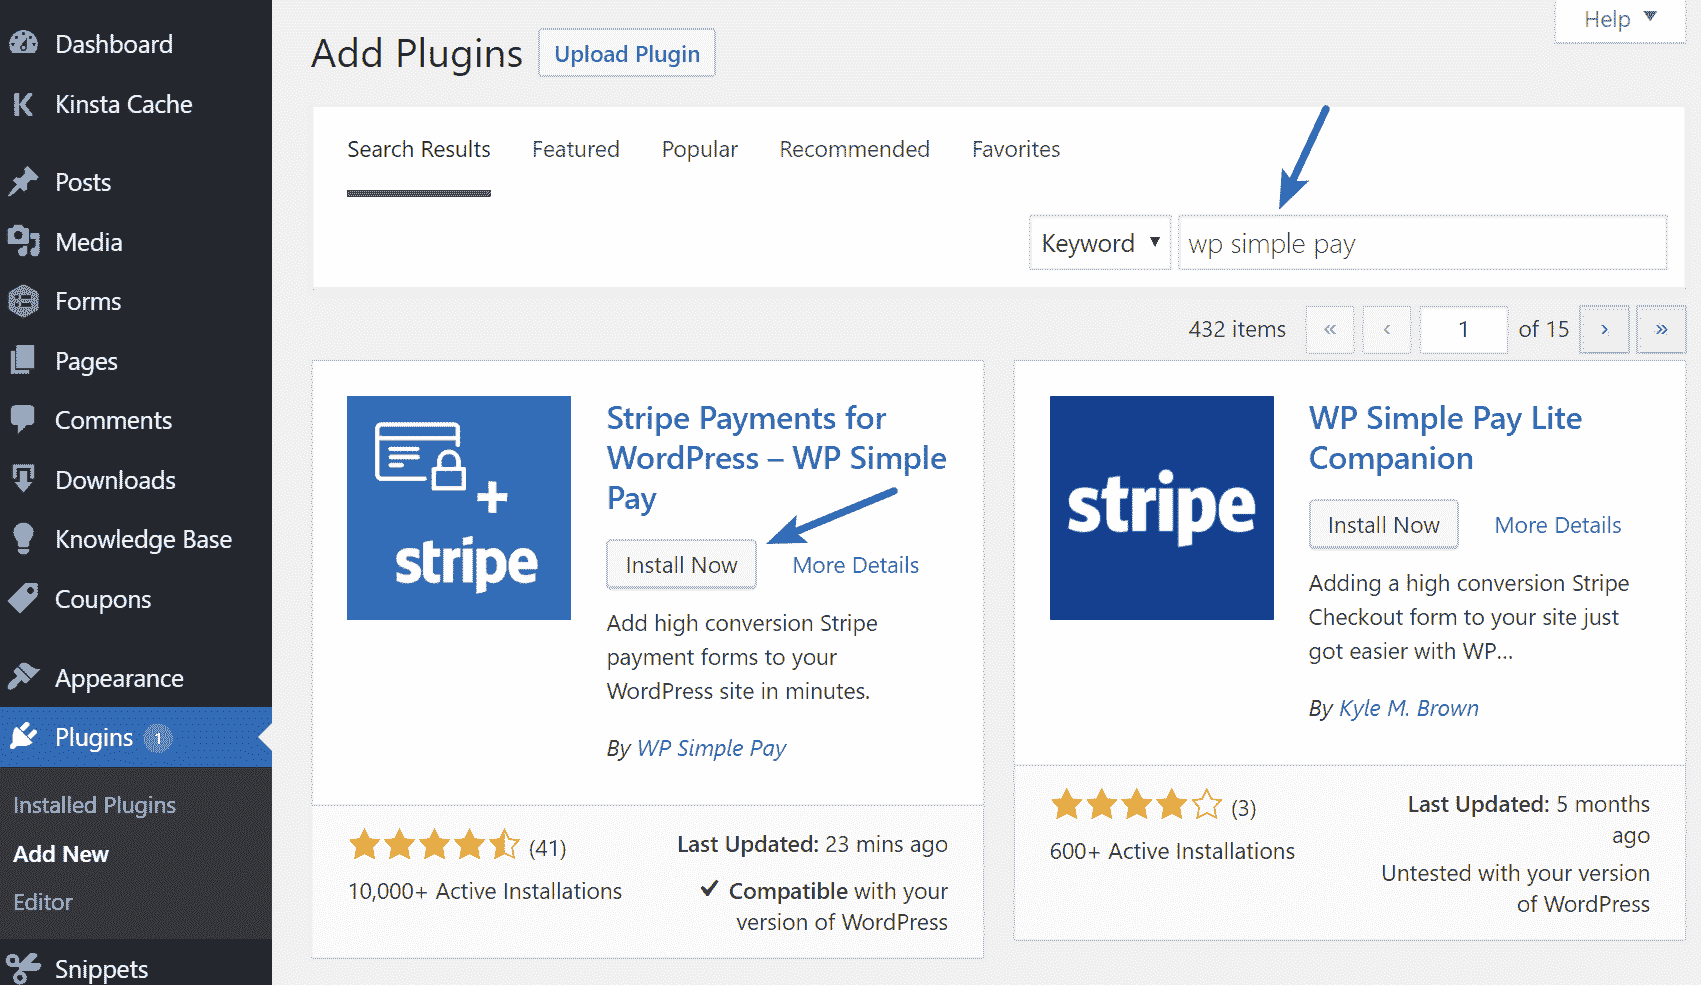 Dashboard
Kinsta Cache
Posts
Media
Forms
Pages
Comments
Downloads
Knowledge Base
Coupons
Appearance
Plugins 1
Installed Plugins
Add New
Editor
Snippets
Help ▼
Add Plugins Upload Plugin
Search Results Featured Popular Recommended Favorites
Keyword ▼ wp simple pay
432 items « ‹ 1 of 15 › »
stripe
Stripe Payments for
WordPress – WP Simple
Pay
Install Now More Details
Add high conversion Stripe
payment forms to your
WordPress site in minutes.
By WP Simple Pay
(41)
10,000+ Active Installations
Last Updated: 23 mins ago
✔ Compatible with your
version of WordPress
stripe
WP Simple Pay Lite
Companion
Install Now More Details
Adding a high conversion Stripe
Checkout form to your site just
got easier with WP...
By Kyle M. Brown
(3)
600+ Active Installations
Last Updated: 5 months
ago
Untested with your version
of WordPress